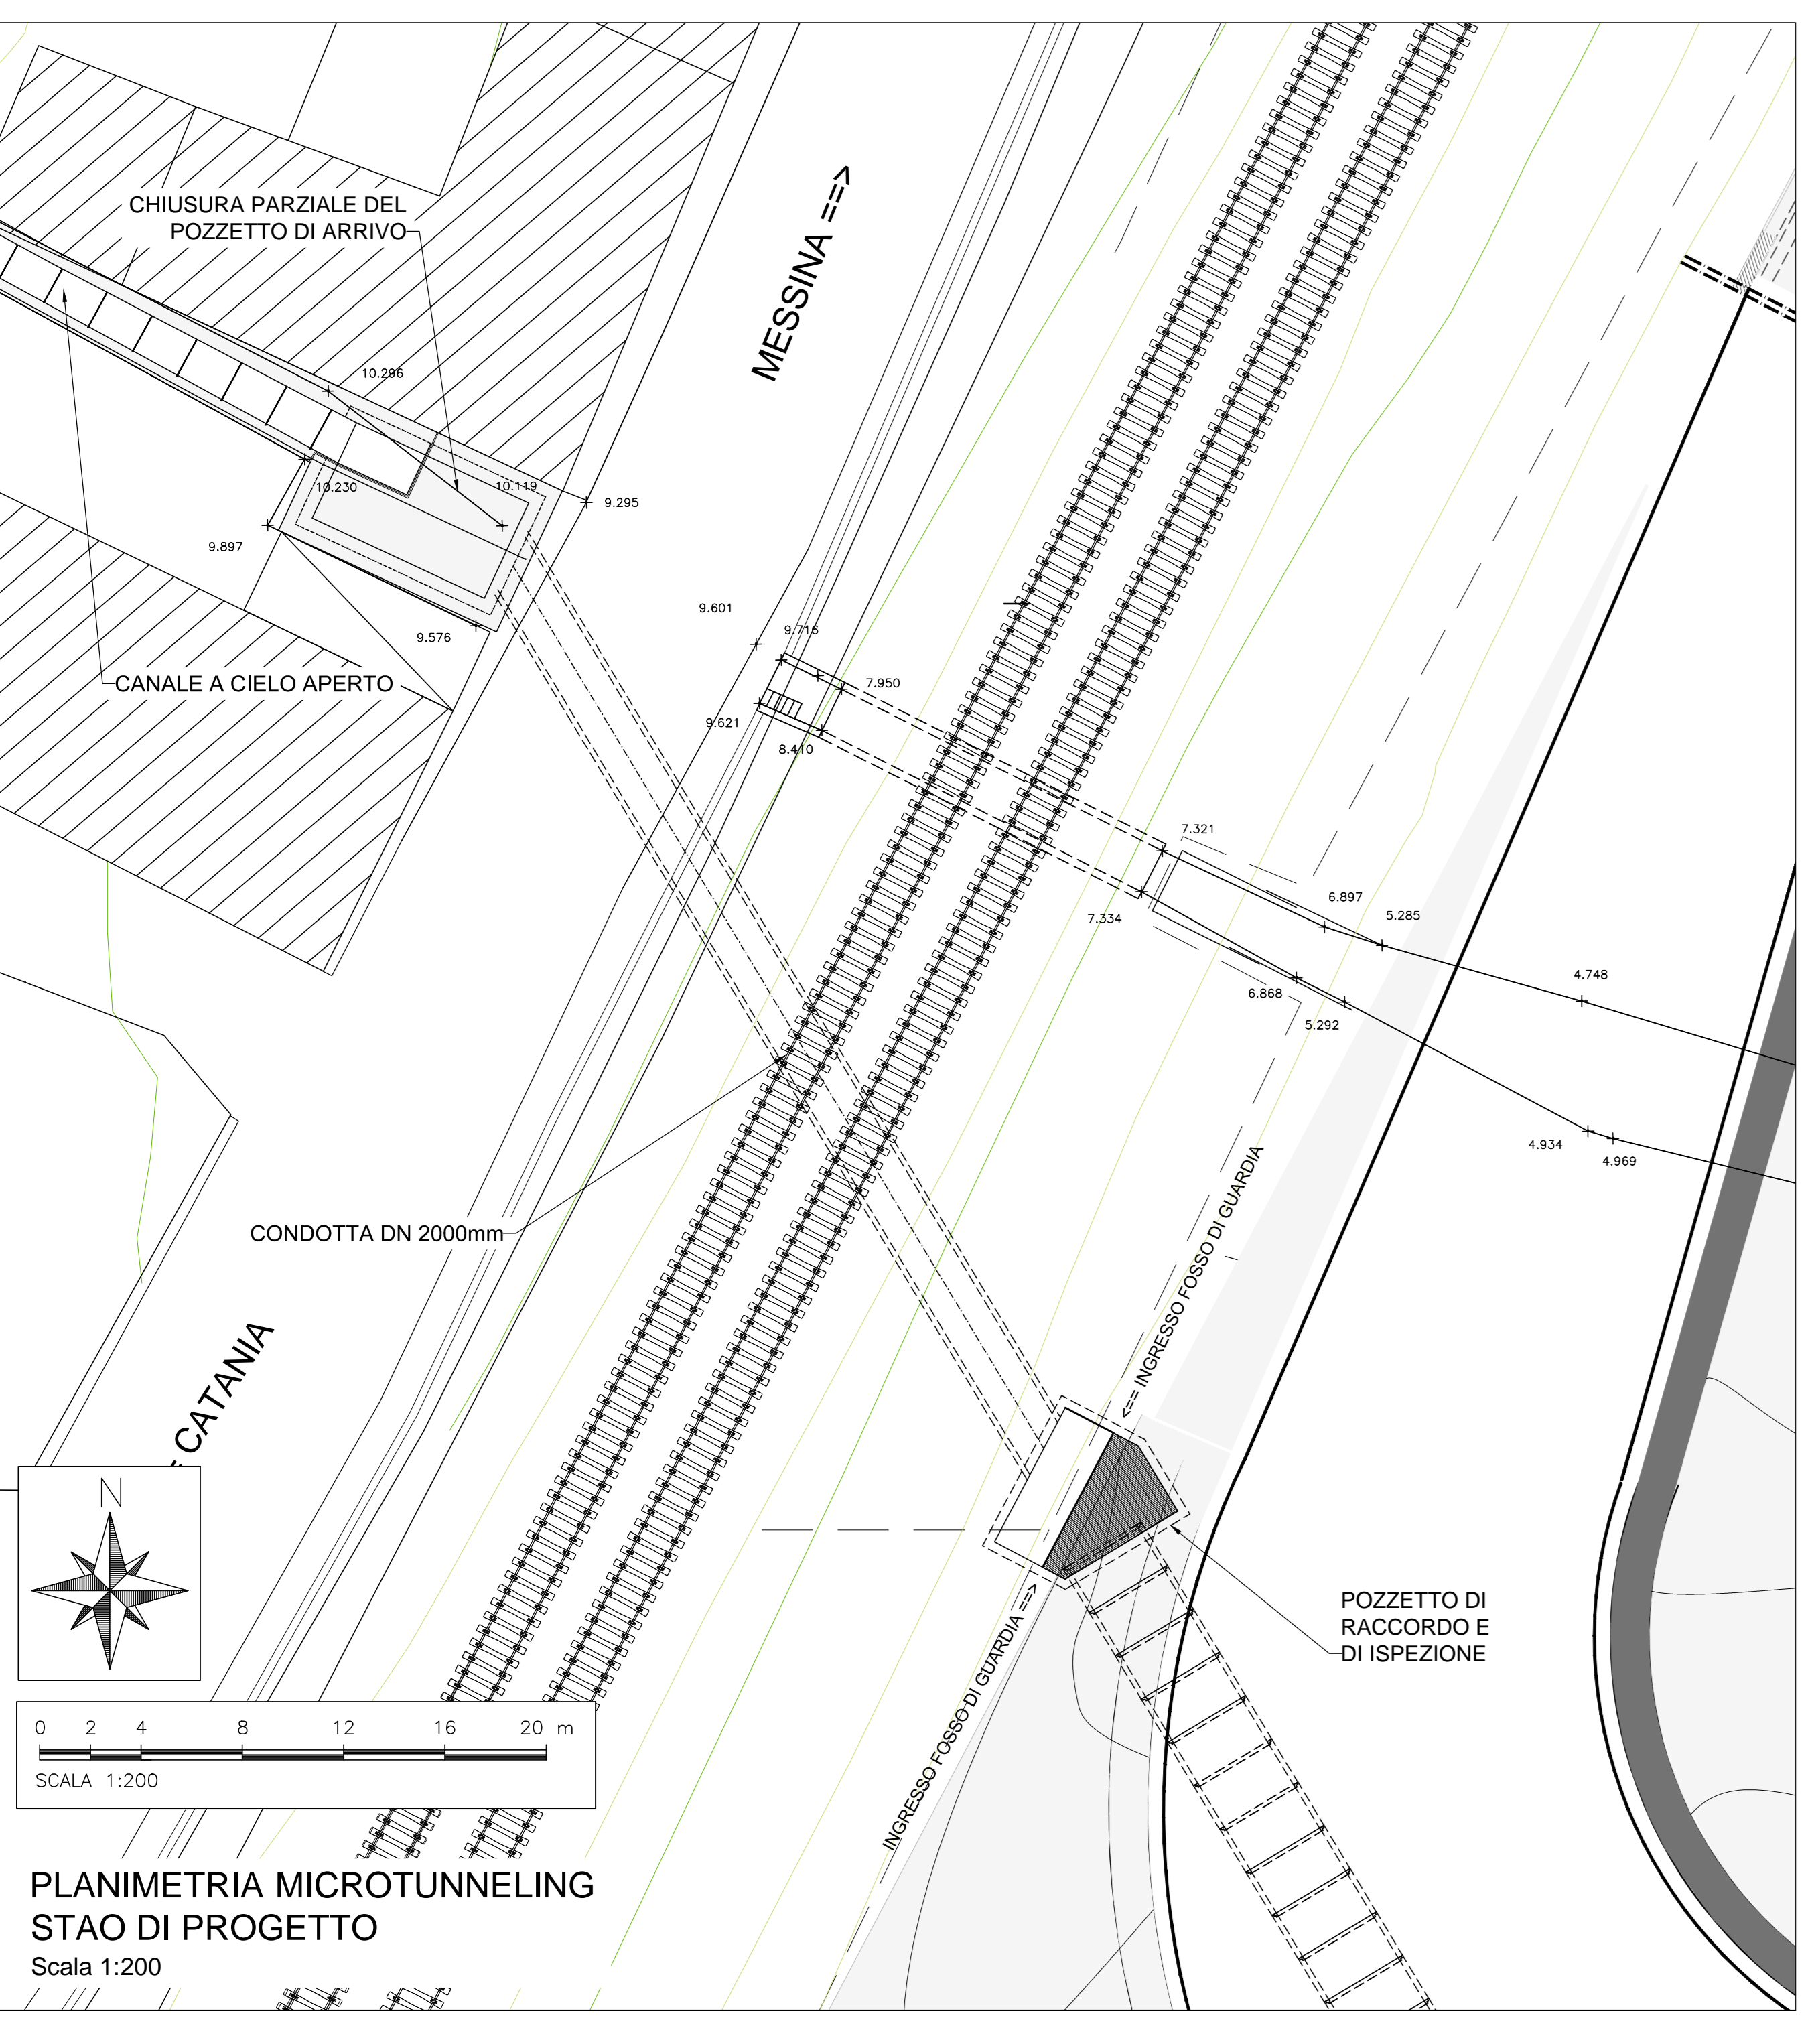 CHIUSURA PARZIALE DEL
POZZETTO DI ARRIVO
MESSINA ==>
10.296
10.230
10.119
9.295
9.897
9.576
CANALE A CIELO APERTO
9.601
9.716
7.950
9.621
8.410
7.321
7.334
6.897
5.285
6.868
5.292
4.748
4.934
4.969
CONDOTTA DN 2000mm
<== INGRESSO FOSSO DI GUARDIA
CATANIA
N
POZZETTO DI
RACCORDO E
DI ISPEZIONE
INGRESSO FOSSO DI GUARDIA ==>
0 2 4 8 12 16 20 m
SCALA 1:200
PLANIMETRIA MICROTUNNELING
STAO DI PROGETTO
Scala 1:200